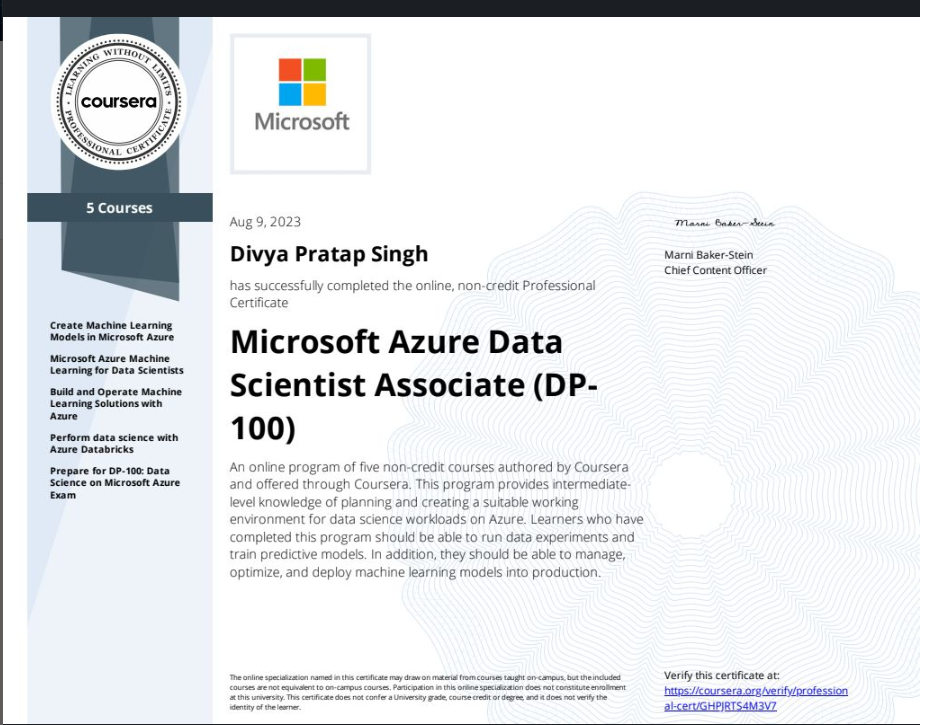 LEARNING WITHOUT LIMITS
coursera
PROFESSIONAL CERTIFICATE
5 Courses
Create Machine Learning
Models in Microsoft Azure
Microsoft Azure Machine
Learning for Data Scientists
Build and Operate Machine
Learning Solutions with
Azure
Perform data science with
Azure Databricks
Prepare for DP-100: Data
Science on Microsoft Azure
Exam
Microsoft
Aug 9, 2023
Divya Pratap Singh
has successfully completed the online, non-credit Professional
Certificate
Microsoft Azure Data
Scientist Associate (DP-
100)
An online program of five non-credit courses authored by Coursera
and offered through Coursera. This program provides intermediate-
level knowledge of planning and creating a suitable working
environment for data science workloads on Azure. Learners who have
completed this program should be able to run data experiments and
train predictive models. In addition, they should be able to manage,
optimize, and deploy machine learning models into production.
Marni Baker-Stein
Marni Baker-Stein
Chief Content Officer
The online specialization named in this certificate may draw on material from courses taught on-campus, but the included
courses are not equivalent to on-campus courses. Participation in this online specialization does not constitute enrollment
at this university. This certificate does not confer a University grade, course credit or degree, and it does not verify the
identity of the learner.
Verify this certificate at:
https://coursera.org/verify/profession
al-cert/GHPJRTS4M3V7